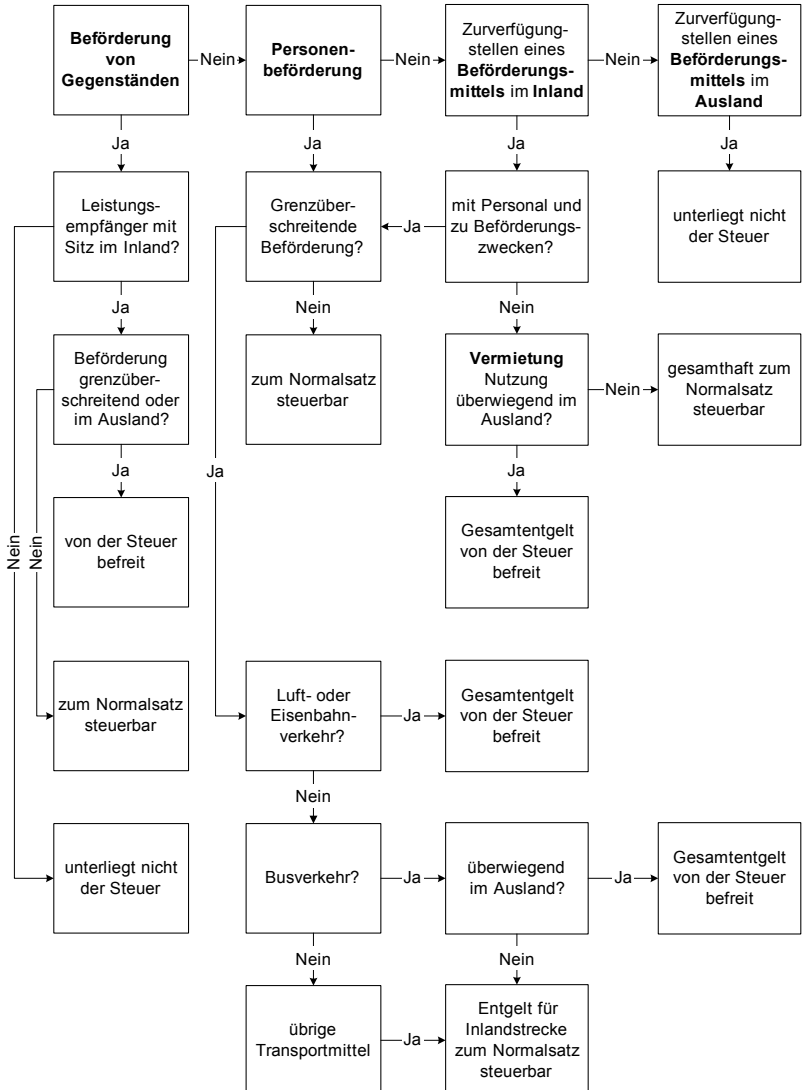 Beförderung
von
Gegenständen
Nein
Personen-
beförderung
Nein
Zurverfügung-
stellen eines
Beförderungs-
mittels im Inland
Nein
Zurverfügung-
stellen eines
Beförderungs-
mittels im
Ausland
Ja
Ja
Ja
Ja
Leistungs-
empfänger mit
Sitz im Inland?
Grenzüber-
schreitende
Beförderung?
Ja
mit Personal und
zu Beförderungs-
zwecken?
unterliegt nicht
der Steuer
Ja
Nein
Nein
Beförderung
grenzüber-
schreitend oder
im Ausland?
zum Normalsatz
steuerbar
Vermietung
Nutzung
überwiegend im
Ausland?
Nein
gesamthaft zum
Normalsatz
steuerbar
Ja
Ja
Ja
Nein
Nein
von der Steuer
befreit
Gesamtentgelt
von der Steuer
befreit
zum Normalsatz
steuerbar
Luft- oder
Eisenbahn-
verkehr?
Ja
Gesamtentgelt
von der Steuer
befreit
Nein
unterliegt nicht
der Steuer
Busverkehr?
Ja
überwiegend
im Ausland?
Ja
Gesamtentgelt
von der Steuer
befreit
Nein
Nein
übrige
Transportmittel
Ja
Entgelt für
Inlandstrecke
zum Normalsatz
steuerbar